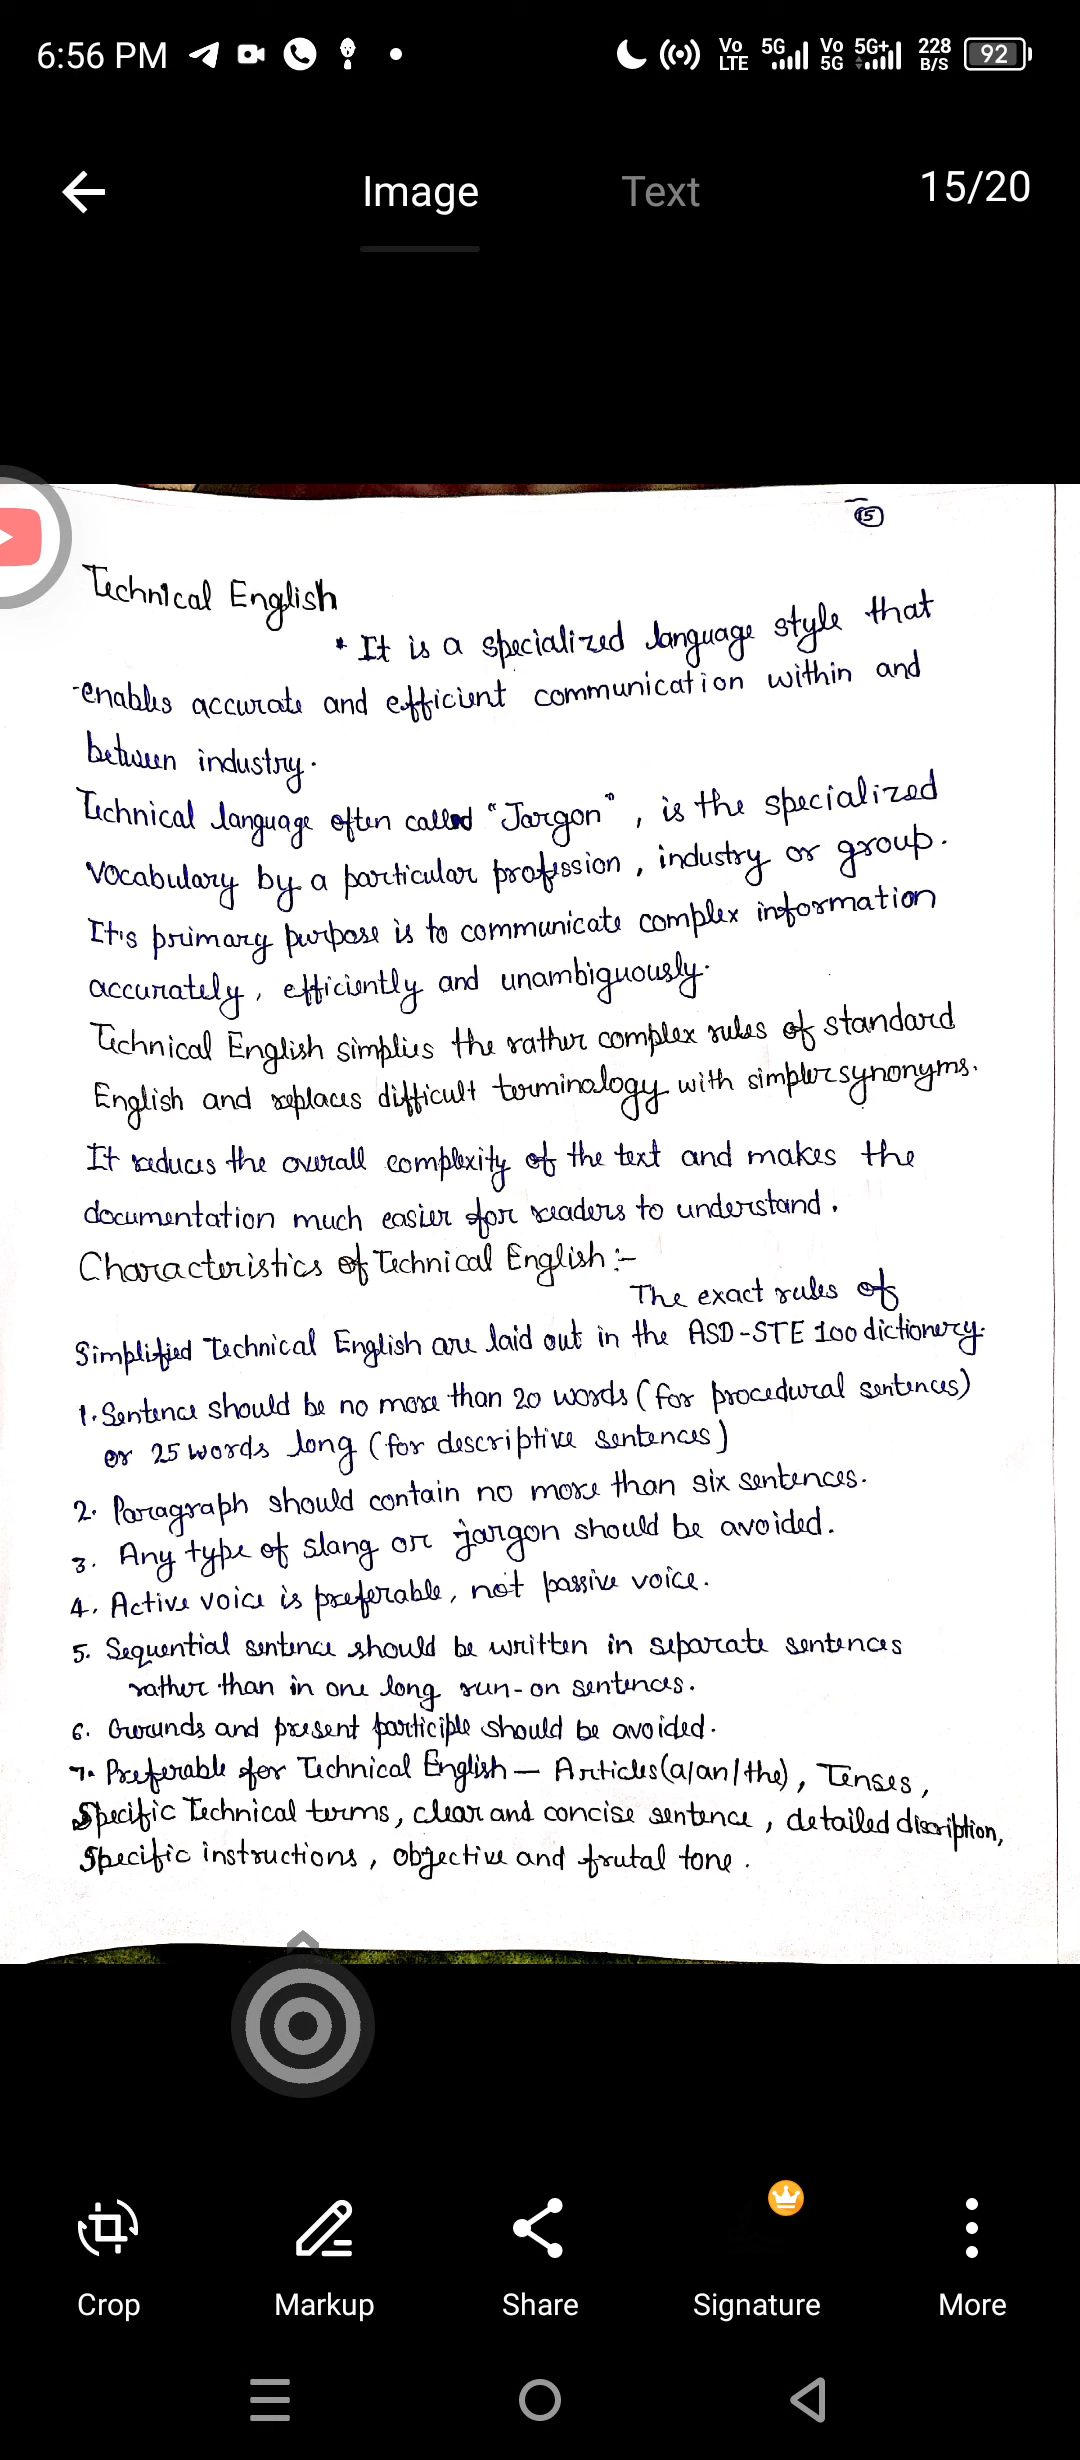 6:56 PM
Vo LTE 5G Vo 5G 5G+ 228 B/S 92
Image Text 15/20
15
Technical English
* It is a specialized language style that
-enables accurate and efficient communication within and
between industry.
Technical language often called "Jargon", is the specialized
vocabulary by a particular profession, industry or group.
It's primary purpose is to communicate complex information
accurately, efficiently and unambiguously.
Technical English simplies the rather complex rules of standard
English and replaces difficult terminology with simpler synonyms.
It reduces the overall complexity of the text and makes the
documentation much easier for readers to understand.
Characteristics of Technical English :-
The exact rules of
Simplified Technical English are laid out in the ASD-STE 100 dictionery.
1. Sentence should be no more than 20 words (for procedural sentences)
or 25 words long (for descriptive sentences)
2. Paragraph should contain no more than six sentences.
3. Any type of slang or jargon should be avoided.
4. Active voice is preferable, not passive voice.
5. Sequential sentence should be written in separate sentences
rather than in one long run-on sentences.
6. Gerunds and present participle should be avoided.
7. Preferable for Technical English — Articles (a/an/the), Tenses,
Specific Technical terms, clear and concise sentence, detailed discription,
Specific instructions, objective and frutal tone.
Crop Markup Share Signature More